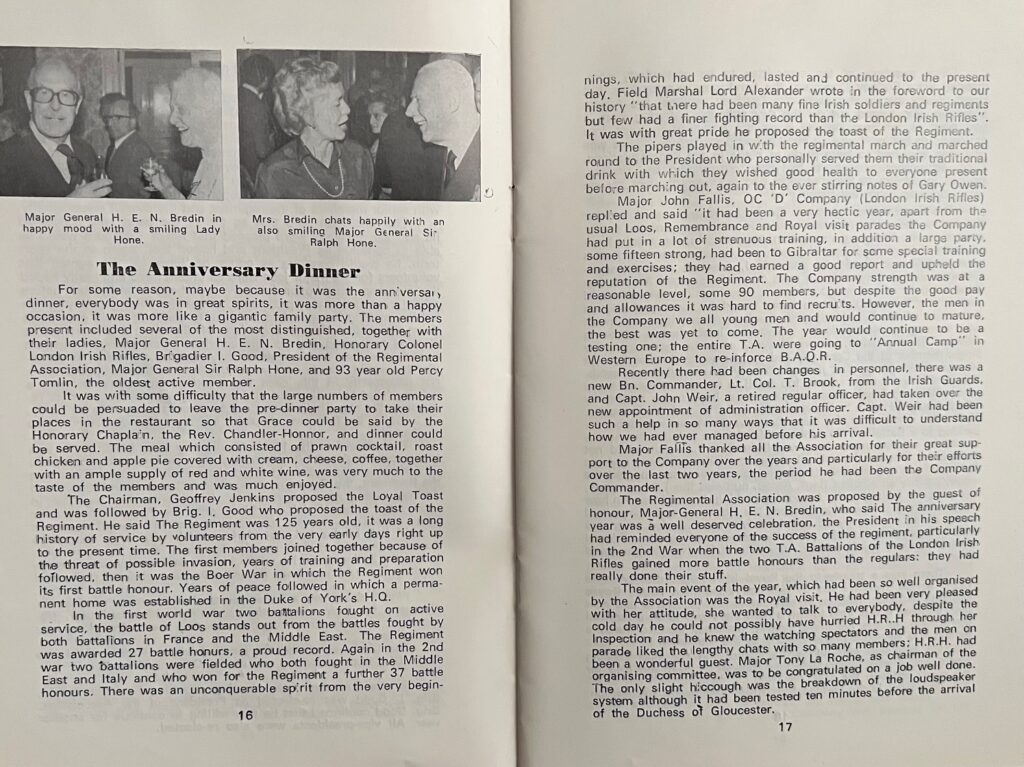 Major General H. E. N. Bredin in
happy mood with a smiling Lady
Hone.
Mrs. Bredin chats happily with an
also smiling Major General Sir
Ralph Hone.
The Anniversary Dinner
For some reason, maybe because it was the anniversary
dinner, everybody was in great spirits, it was more than a happy
occasion, it was more like a gigantic family party. The members
present included several of the most distinguished, together with
their ladies, Major General H. E. N. Bredin, Honorary Colonel
London Irish Rifles, Brigadier I. Good, President of the Regimental
Association, Major General Sir Ralph Hone, and 93 year old Percy
Tomlin, the oldest active member.
It was with some difficulty that the large numbers of members
could be persuaded to leave the pre-dinner party to take their
places in the restaurant so that Grace could be said by the
Honorary Chaplain, the Rev. Chandler-Honnor, and dinner could
be served. The meal which consisted of prawn cocktail, roast
chicken and apple pie covered with cream, cheese, coffee, together
with an ample supply of red and white wine, was very much to the
taste of the members and was much enjoyed.
The Chairman, Geoffrey Jenkins proposed the Loyal Toast
and was followed by Brig. I. Good who proposed the toast of the
Regiment. He said The Regiment was 125 years old, it was a long
history of service by volunteers from the very early days right up
to the present time. The first members joined together because of
the threat of possible invasion, years of training and preparation
followed, then it was the Boer War in which the Regiment won
its first battle honour. Years of peace followed in which a perma-
nent home was established in the Duke of York's H.Q.
In the first world war two battalions fought on active
service, the battle of Loos stands out from the battles fought by
both battalions in France and the Middle East. The Regiment
was awarded 27 battle honurs, a proud record. Again in the 2nd
war two battalions were fielded who both fought in the Middle
East and Italy and who won for the Regiment a further 37 battle
honours. There was an unconquerable spirit from the very begin-
16
nings, which had endured, lasted and continued to the present
day. Field Marshal Lord Alexander wrote in the foreword to our
history "that there had been many fine Irish soldiers and regiments
but few had a finer fighting record than the London Irish Rifles".
It was with great pride he proposed the toast of the Regiment.
The pipers played in with the regimental march and marched
round to the President who personally served them their traditional
drink with which they wished good health to everyone present
before marching out, again to the ever stirring notes of Gary Owen.
Major John Fallis, OC 'D' Company (London Irish Rifles)
replied and said "it had been a very hectic year, apart from the
usual Loos, Remembrance and Royal visit parades the Company
had put in a lot of strenuous training, in addition a large party,
some fifteen strong, had been to Gibraltar for some special training
and exercises; they had earned a good report and upheld the
reputation of the Regiment. The Company strength was at a
reasonable level, some 90 members, but despite the good pay
and allowances it was hard to find recruits. However, the men in
the Company we all young men and would continue to mature,
the best was yet to come. The year would continue to be a
testing one; the entire T.A. were going to "Annual Camp" in
Western Europe to re-inforce B.A.O.R.
Recently there had been changes in personnel, there was a
new Bn. Commander, Lt. Col. T. Brook, from the Irish Guards,
and Capt. John Weir, a retired regular officer, had taken over the
new appointment of administration officer. Capt. Weir had been
such a help in so many ways that it was difficult to understand
how we had ever managed before his arrival.
Major Fallis thanked all the Association for their great sup-
port to the Company over the years and particularly for their efforts
over the last two years, the period he had been the Company
Commander.
The Regimental Association was proposed by the guest of
honour, Major-General H. E. N. Bredin, who said The anniversary
year was a well deserved celebration, the President in his speech
had reminded everyone of the success of the regiment, particularly
in the 2nd War when the two T.A. Battalions of the London Irish
Rifles gained more battle honours than the regulars: they had
really done their stuff.
The main event of the year, which had been so well organised
by the Association was the Royal visit. He had been very pleased
with her attitude, she wanted to talk to everybody, despite the
cold day he could not possibly have hurried H.R..H through her
Inspection and he knew the watching spectators and the men on
parade liked the lengthy chats with so many members; H.R.H. had
been a wonderful guest. Major Tony La Roche, as chairman of the
organising committee, was to be congratulated on a job well done.
The only slight hiccough was the breakdown of the loudspeaker
system although it had been tested ten minutes before the arrival
of the Duchess of Gloucester.
17